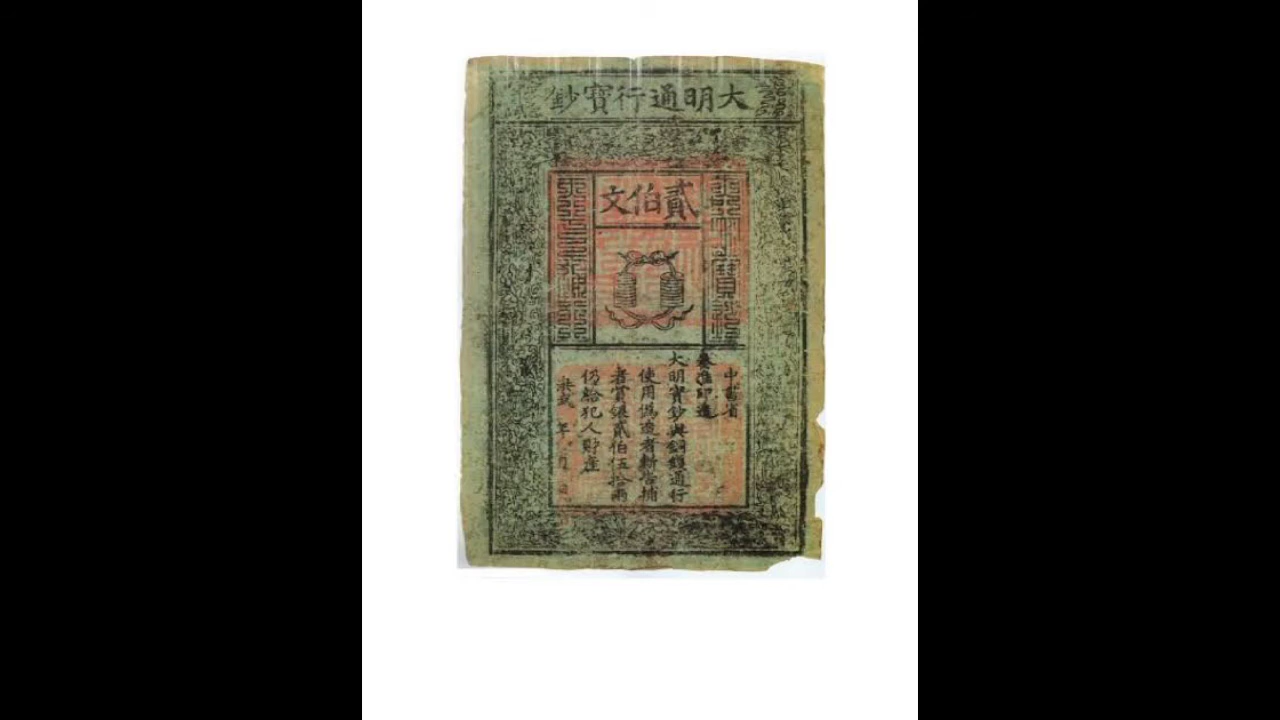 大明通行寶鈔
貳伯文
中書省
奏准印造
大明寶鈔與銅錢通行
使用僞造者斬告捕
者賞銀貳伯伍拾兩
仍給犯人財產
洪武 年 月 日